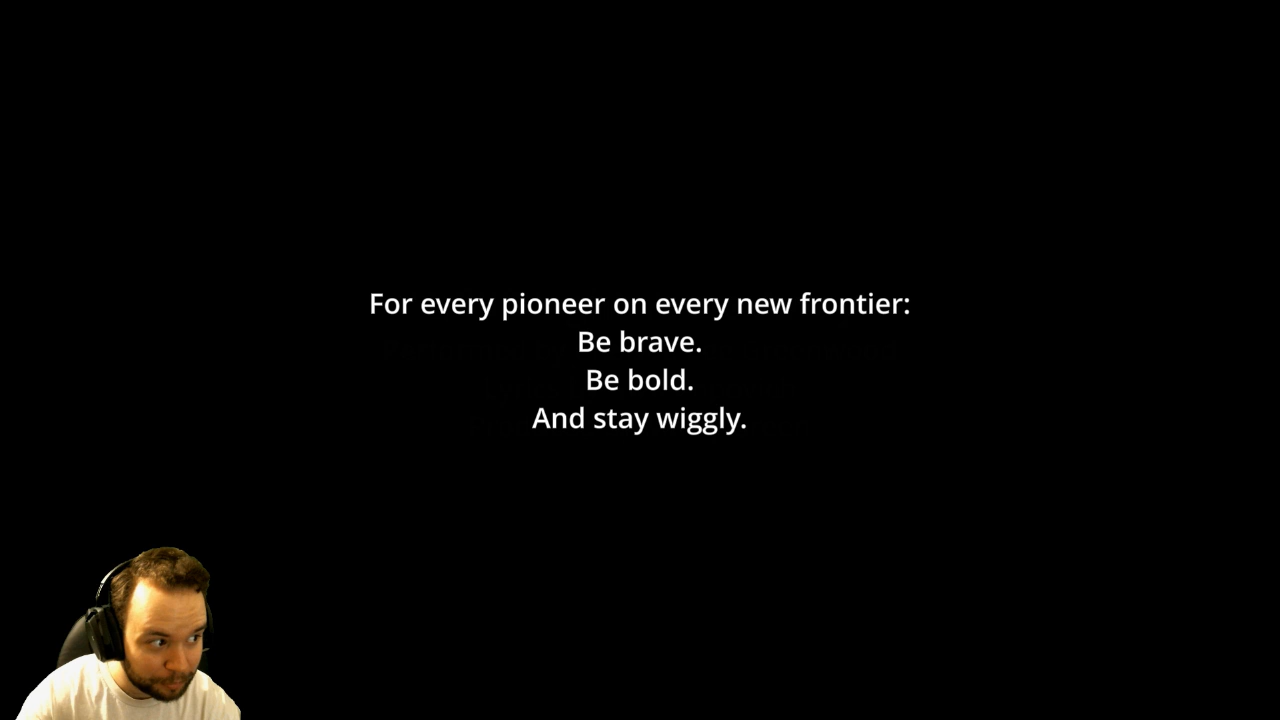 For every pioneer on every new frontier:
Be brave.
Be bold.
And stay wiggly.